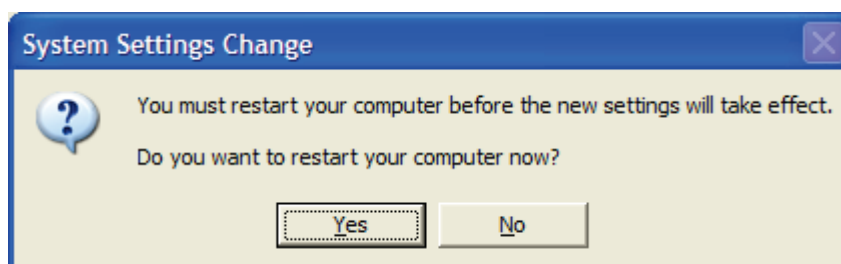 System Settings Change
You must restart your computer before the new settings will take effect.
Do you want to restart your computer now?
Yes
No